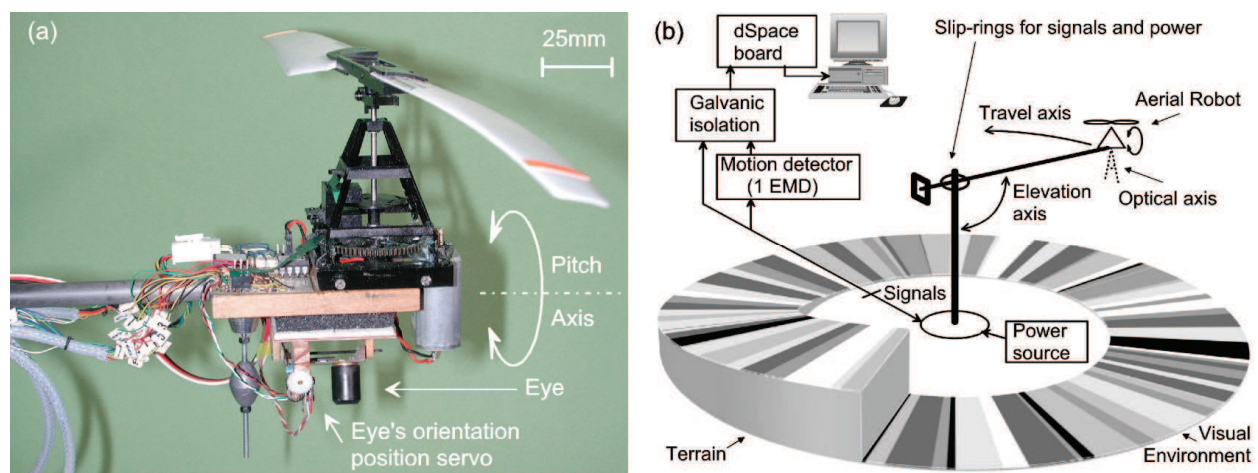 (a)
25mm
Pitch
Axis
Eye
Eye's orientation
position servo
(b)
dSpace
board
Slip-rings for signals and power
Galvanic
isolation
Travel axis
Aerial Robot
Motion detector
(1 EMD)
Elevation
axis
Optical axis
Signals
Power
source
Terrain
Visual
Environment